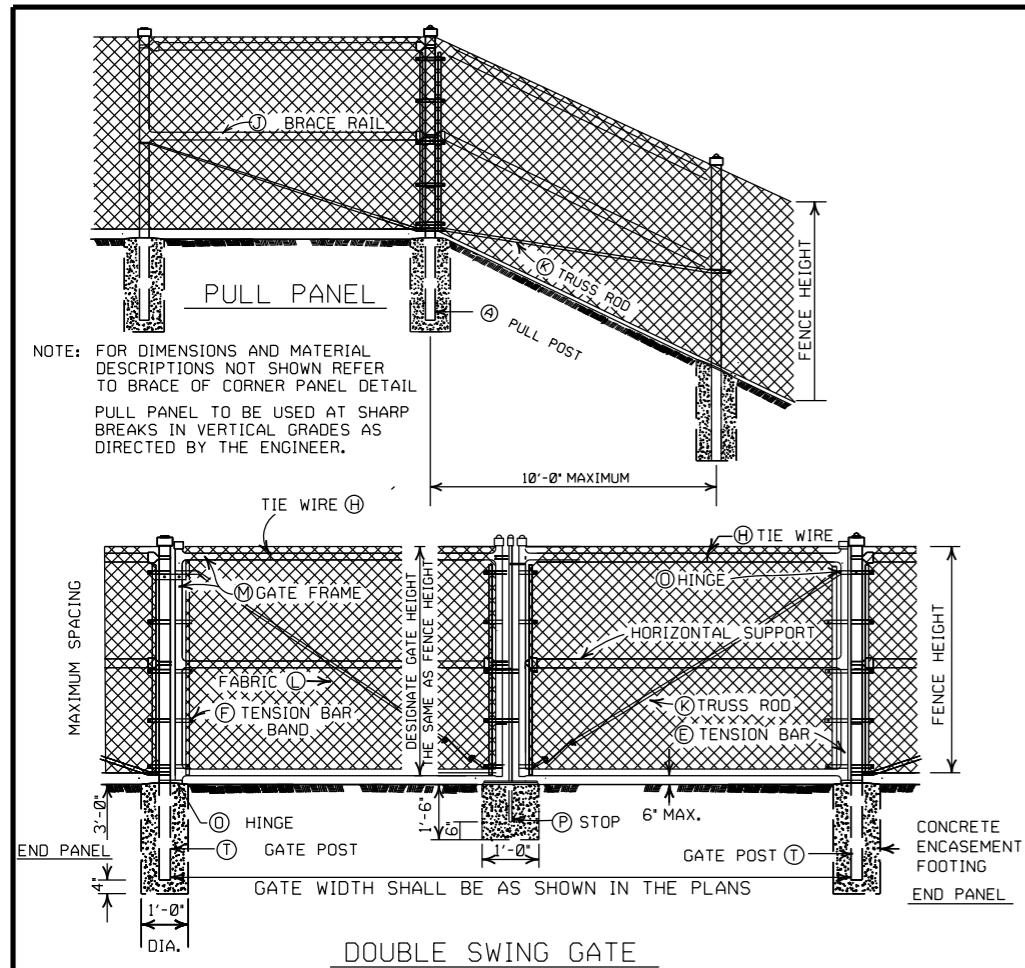 Ⓙ BRACE RAIL
PULL PANEL
Ⓚ TRUSS ROD
Ⓐ PULL POST
FENCE HEIGHT
NOTE: FOR DIMENSIONS AND MATERIAL
DESCRIPTIONS NOT SHOWN REFER
TO BRACE OF CORNER PANEL DETAIL
PULL PANEL TO BE USED AT SHARP
BREAKS IN VERTICAL GRADES AS
DIRECTED BY THE ENGINEER.
10'-0" MAXIMUM
TIE WIRE Ⓗ
Ⓗ TIE WIRE
MAXIMUM SPACING
Ⓜ GATE FRAME
Ⓞ HINGE
HORIZONTAL SUPPORT
FABRIC Ⓛ
DESIGNATE GATE HEIGHT
THE SAME AS FENCE HEIGHT
Ⓕ TENSION BAR
BAND
Ⓚ TRUSS ROD
Ⓔ TENSION BAR
FENCE HEIGHT
3'-0"
Ⓞ HINGE
1'-6"
6"
Ⓟ STOP
6" MAX.
END PANEL
Ⓣ GATE POST
1'-0"
GATE POST Ⓣ
CONCRETE
ENCASEMENT
FOOTING
4"
GATE WIDTH SHALL BE AS SHOWN IN THE PLANS
END PANEL
1'-0"
DIA.
DOUBLE SWING GATE